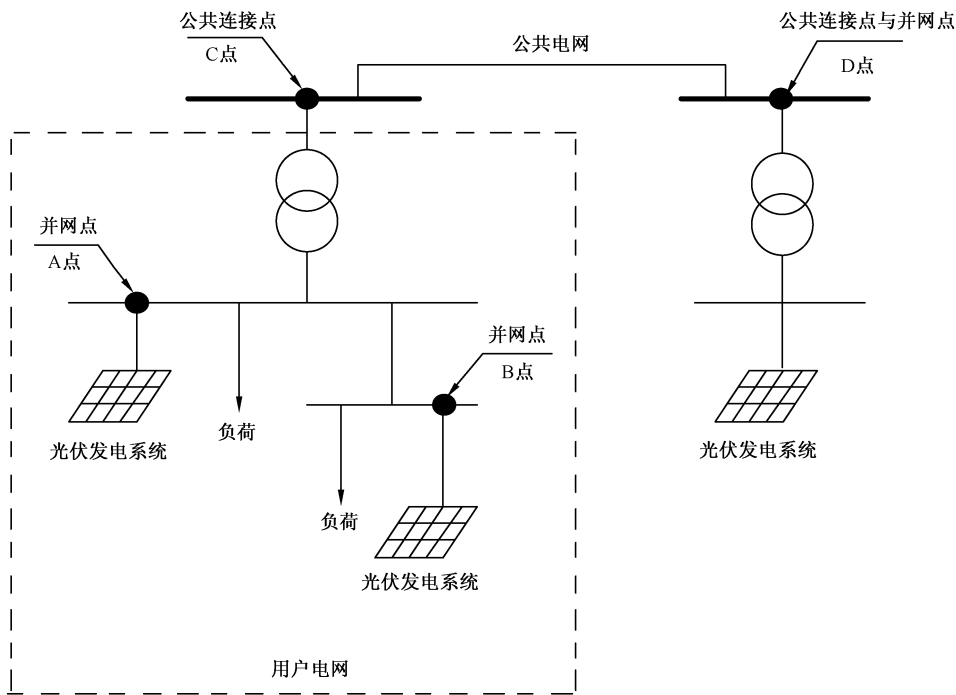 公共连接点
C点
公共电网
公共连接点与并网点
D点
并网点
A点
并网点
B点
负荷
光伏发电系统
光伏发电系统
负荷
光伏发电系统
用户电网